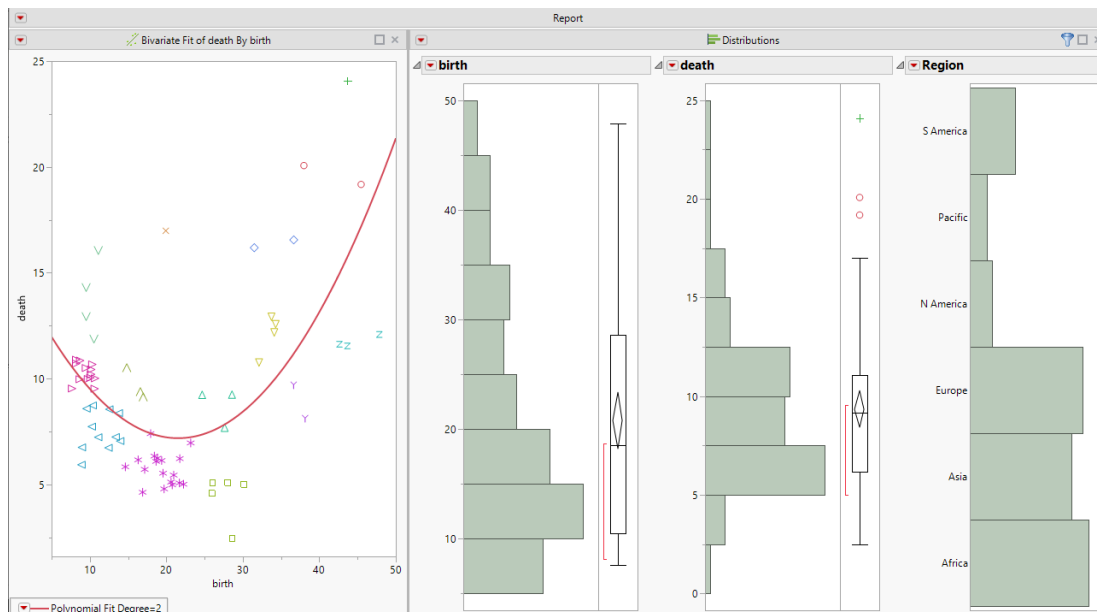 Report
Bivariate Fit of death By birth
Distributions
birth
death
Region
25
20
15
10
5
death
10
20
30
40
50
birth
Polynomial Fit Degree=2
50
40
30
20
10
25
20
15
10
5
0
S America
Pacific
N America
Europe
Asia
Africa